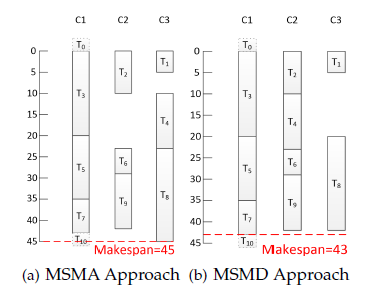 C1 C2 C3
T0
0
5
10
15
20
25
30
35
40
45
T3
T5
T7
T10
T2
T6
T9
T1
T4
T8
Makespan=45
(a) MSMA Approach
C1 C2 C3
T0
0
5
10
15
20
25
30
35
40
45
T3
T5
T7
T10
T2
T4
T6
T9
T1
T8
Makespan=43
(b) MSMD Approach